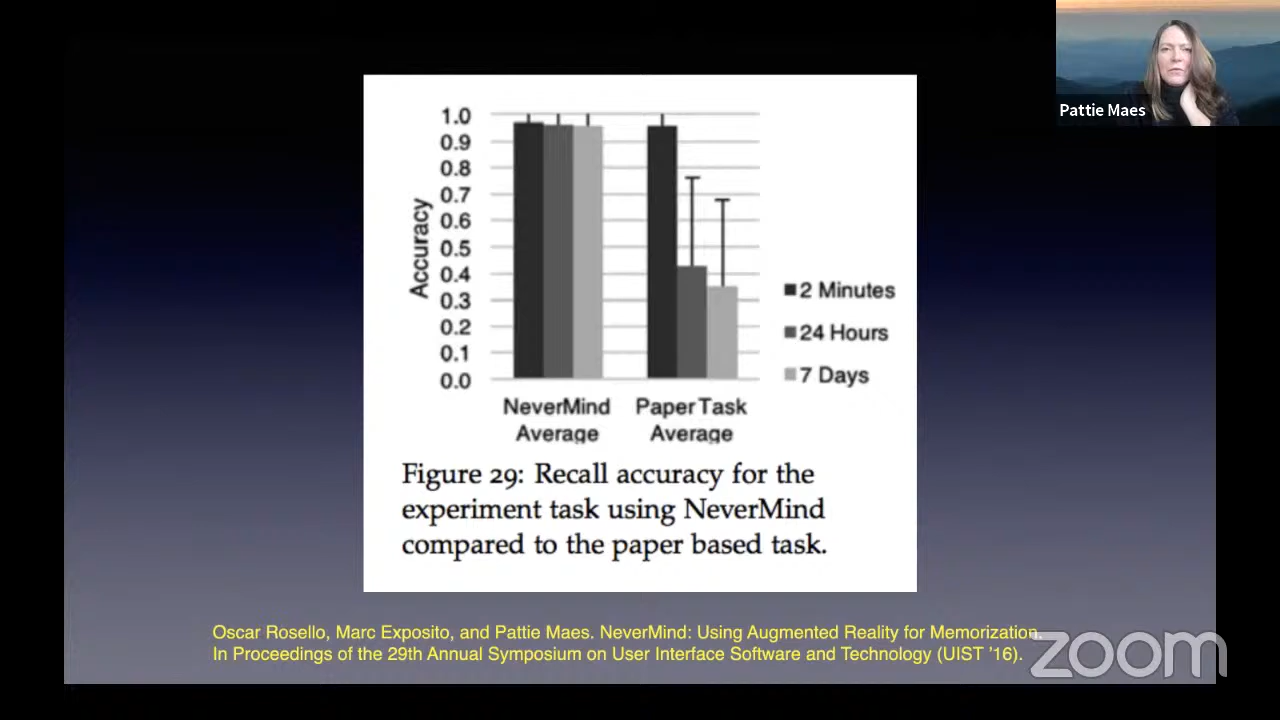 Pattie Maes
1.0
0.9
0.8
0.7
0.6
0.5
0.4
0.3
0.2
0.1
0.0
Accuracy
NeverMind
Average
Paper Task
Average
2 Minutes
24 Hours
7 Days
Figure 29: Recall accuracy for the
experiment task using NeverMind
compared to the paper based task.
Oscar Rosello, Marc Exposito, and Pattie Maes. NeverMind: Using Augmented Reality for Memorization.
In Proceedings of the 29th Annual Symposium on User Interface Software and Technology (UIST '16).
zoom